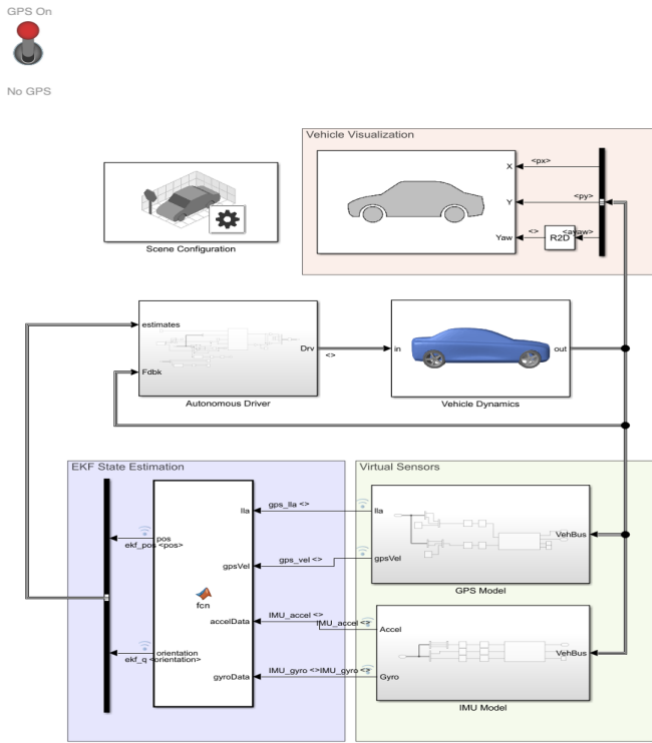 GPS On
No GPS
Vehicle Visualization
X
<px>
Y
<py>
Yaw
<>
R2D
Scene Configuration
estimates
Fdbk
Drv
<>
Autonomous Driver
in
out
Vehicle Dynamics
EKF State Estimation
Virtual Sensors
lla
gps_lla <>
lla
pos
ekf_pos <pos>
gpsVel
gps_vel <>
gpsVel
VehBus
fcn
GPS Model
accelData
IMU_accel <>
IMU_accel <>
Accel
orientation
ekf_q <orientation>
VehBus
gyroData
IMU_gyro <>
IMU_gyro <>
Gyro
IMU Model